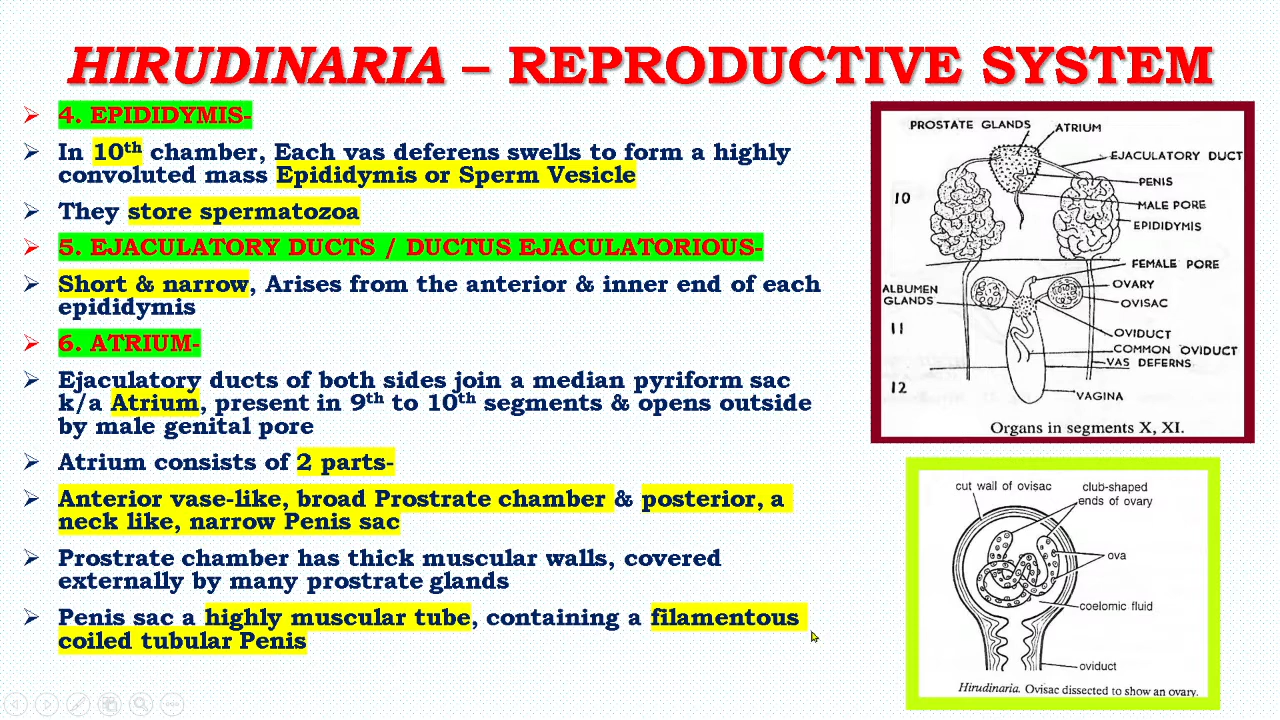 HIRUDINARIA – REPRODUCTIVE SYSTEM
4. EPIDIDYMIS-
In 10th chamber, Each vas deferens swells to form a highly
convoluted mass Epididymis or Sperm Vesicle
They store spermatozoa
5. EJACULATORY DUCTS / DUCTUS EJACULATORIOUS-
Short & narrow, Arises from the anterior & inner end of each
epididymis
6. ATRIUM-
Ejaculatory ducts of both sides join a median pyriform sac
k/a Atrium, present in 9th to 10th segments & opens outside
by male genital pore
Atrium consists of 2 parts-
Anterior vase-like, broad Prostrate chamber & posterior, a
neck like, narrow Penis sac
Prostrate chamber has thick muscular walls, covered
externally by many prostrate glands
Penis sac a highly muscular tube, containing a filamentous
coiled tubular Penis
PROSTATE GLANDS
ATRIUM
EJACULATORY DUCT
PENIS
10
MALE PORE
EPIDIDYMIS
FEMALE PORE
ALBUMEN
GLANDS
OVARY
OVISAC
11
OVIDUCT
COMMON OVIDUCT
VAS DEFERNS
12
VAGINA
Organs in segments X, XI.
cut wall of ovisac
club-shaped
ends of ovary
ova
coelomic fluid
oviduct
Hirudinaria. Ovisac dissected to show an ovary.